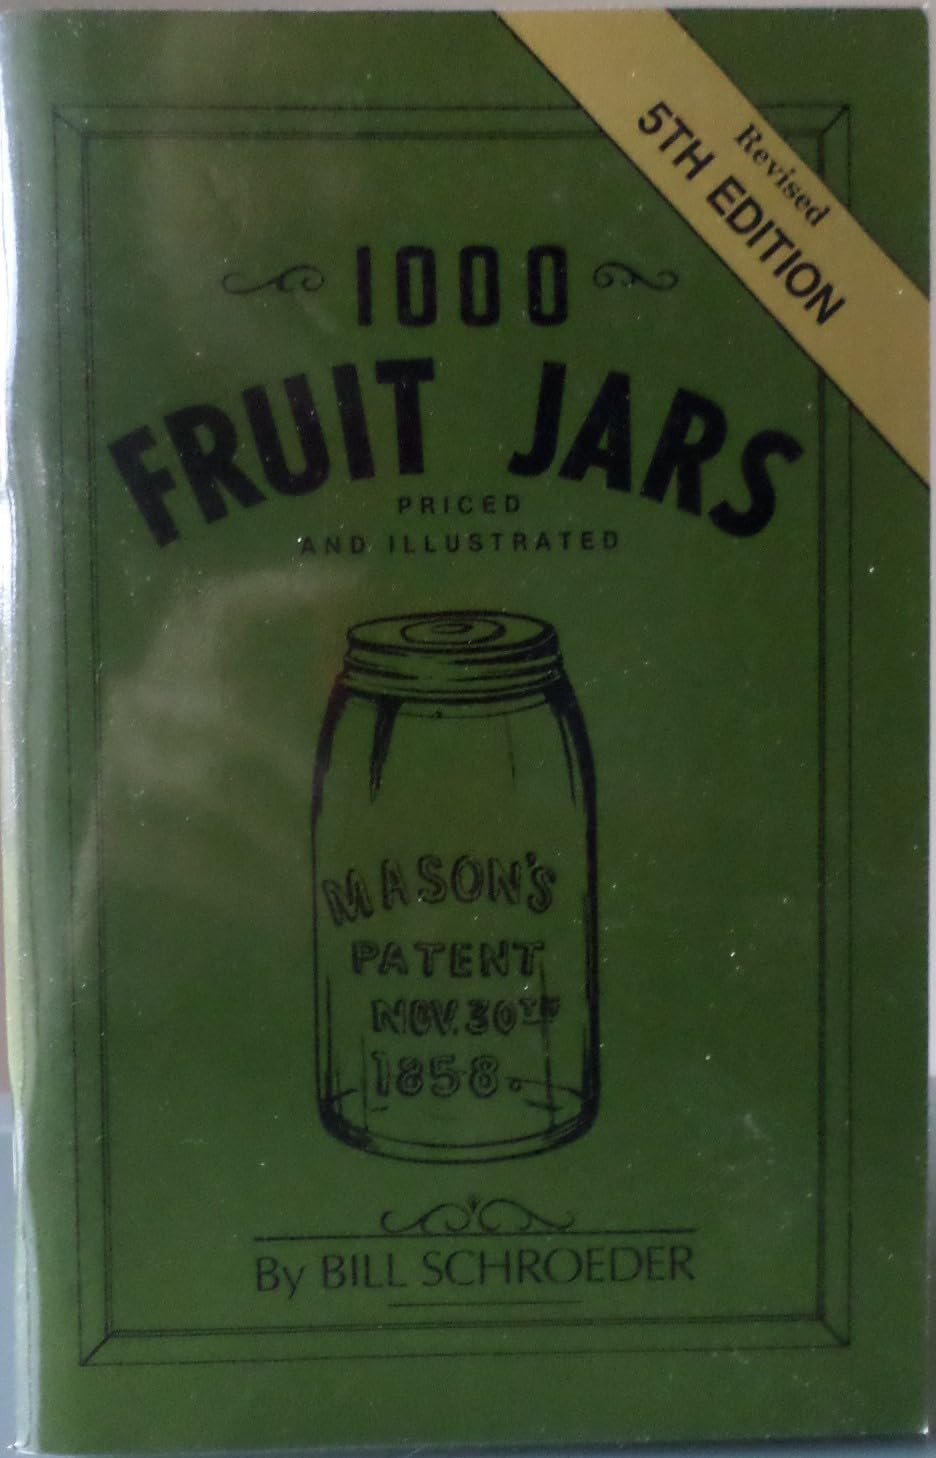 Revised
5TH EDITION
1000
FRUIT JARS
PRICED
AND ILLUSTRATED
MASON'S
PATENT
NOV. 30TH
1858.
By BILL SCHROEDER